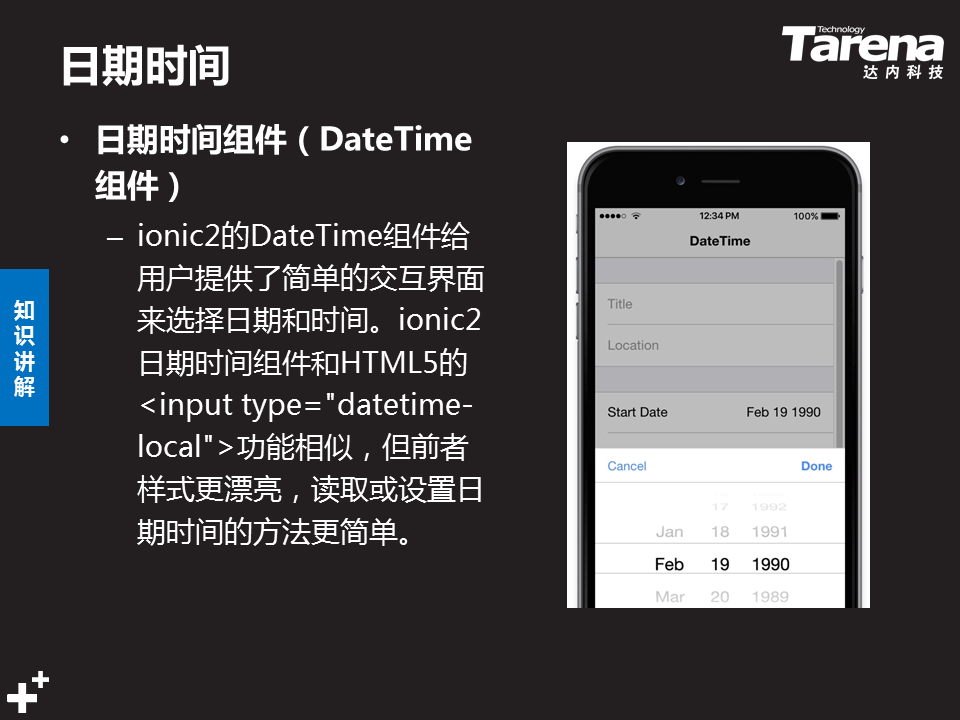 日期时间
Technology
Tarena
达内科技
• 日期时间组件（DateTime
组件）
– ionic2的DateTime组件给
用户提供了简单的交互界面
来选择日期和时间。ionic2
日期时间组件和HTML5的
<input type="datetime-
local">功能相似，但前者
样式更漂亮，读取或设置日
期时间的方法更简单。
知
识
讲
解
12:34 PM 100%
DateTime
Title
Location
Start Date Feb 19 1990
Cancel Done
17 1992
Jan 18 1991
Feb 19 1990
Mar 20 1989